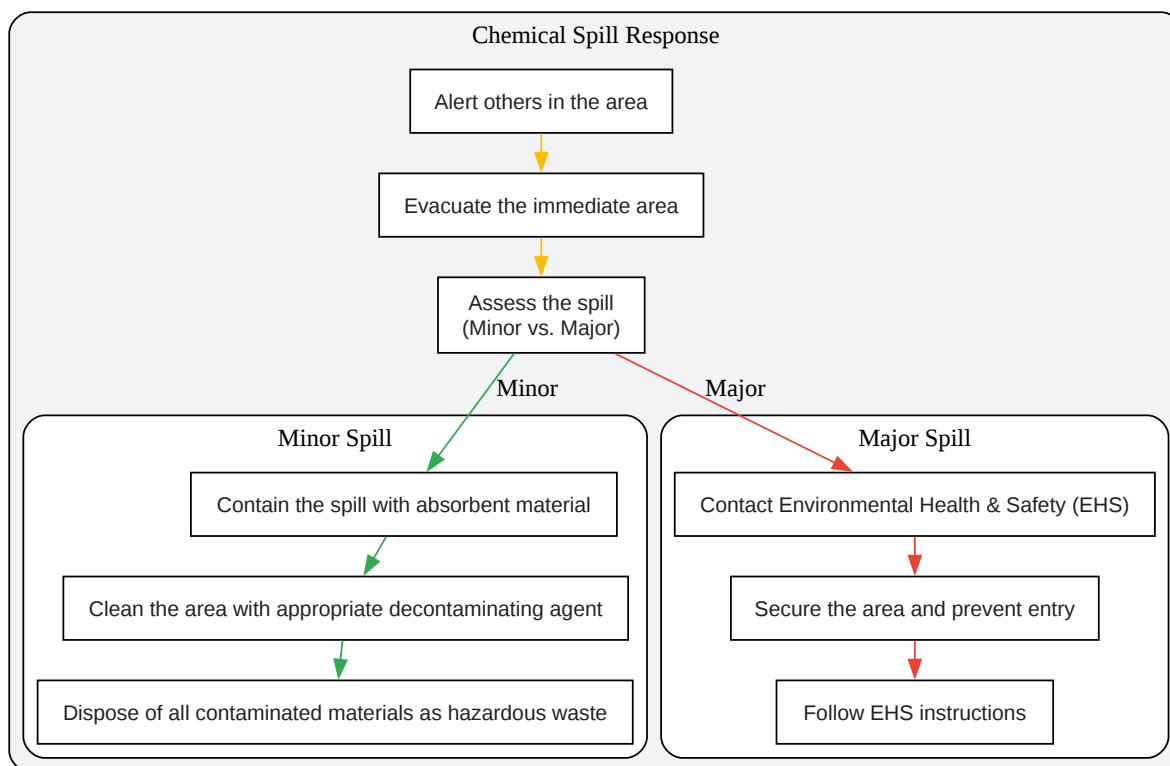 Chemical Spill Response
Alert others in the area
Evacuate the immediate area
Assess the spill
(Minor vs. Major)
Minor
Major
Minor Spill
Contain the spill with absorbent material
Clean the area with appropriate decontaminating agent
Dispose of all contaminated materials as hazardous waste
Major Spill
Contact Environmental Health & Safety (EHS)
Secure the area and prevent entry
Follow EHS instructions